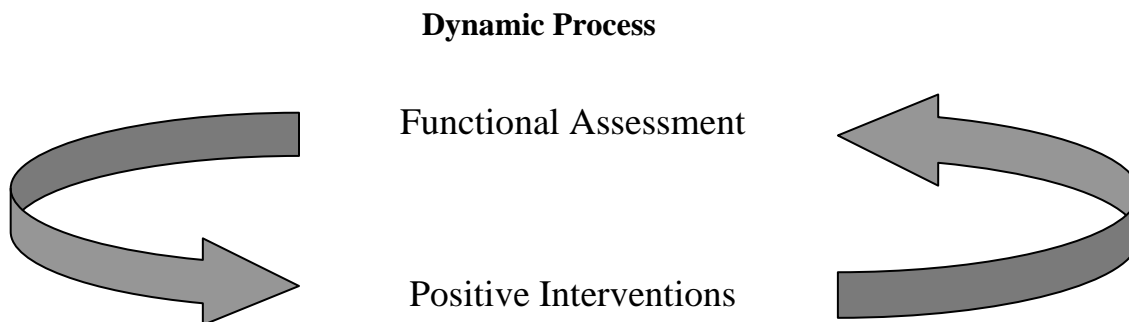 Dynamic Process
Functional Assessment
Positive Interventions